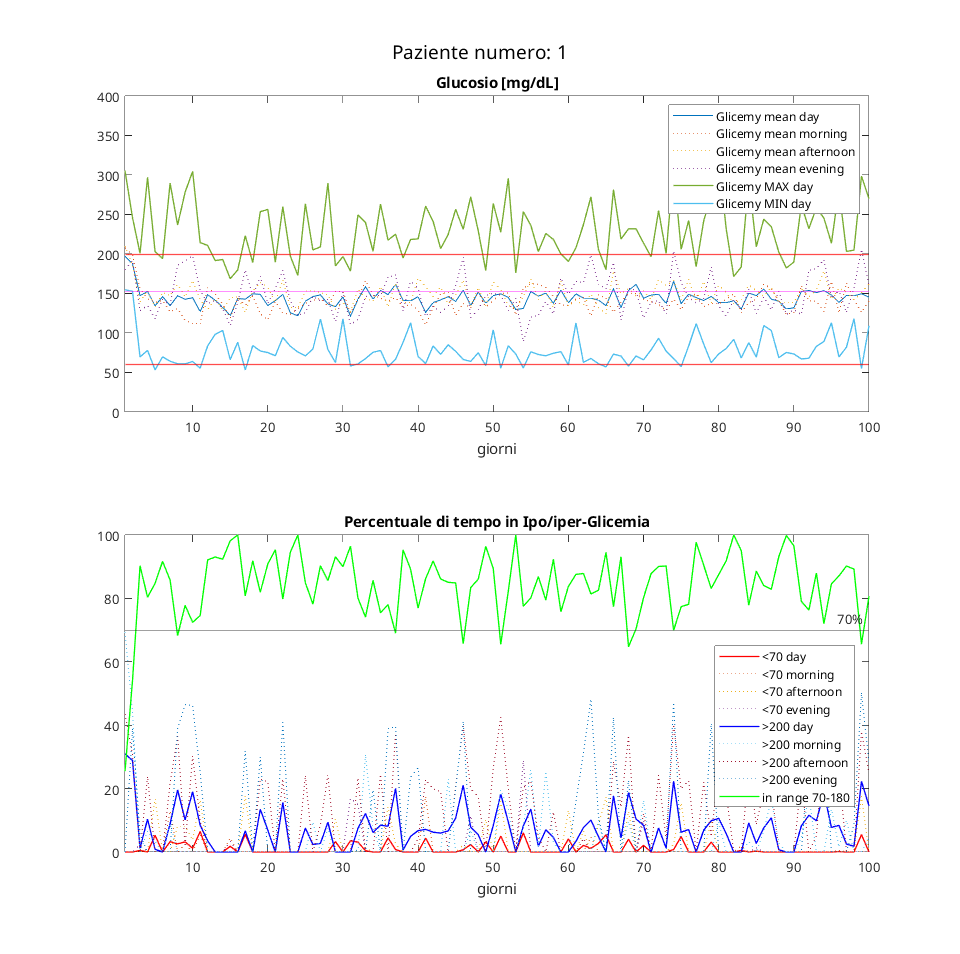 Paziente numero: 1
Glucosio [mg/dL]
400
350
300
250
200
150
100
50
0
Glicemy mean day
Glicemy mean morning
Glicemy mean afternoon
Glicemy mean evening
Glicemy MAX day
Glicemy MIN day
10 20 30 40 50 60 70 80 90 100
giorni
Percentuale di tempo in Ipo/iper-Glicemia
100
80
60
40
20
0
70%
<70 day
<70 morning
<70 afternoon
<70 evening
>200 day
>200 morning
>200 afternoon
>200 evening
in range 70-180
10 20 30 40 50 60 70 80 90 100
giorni